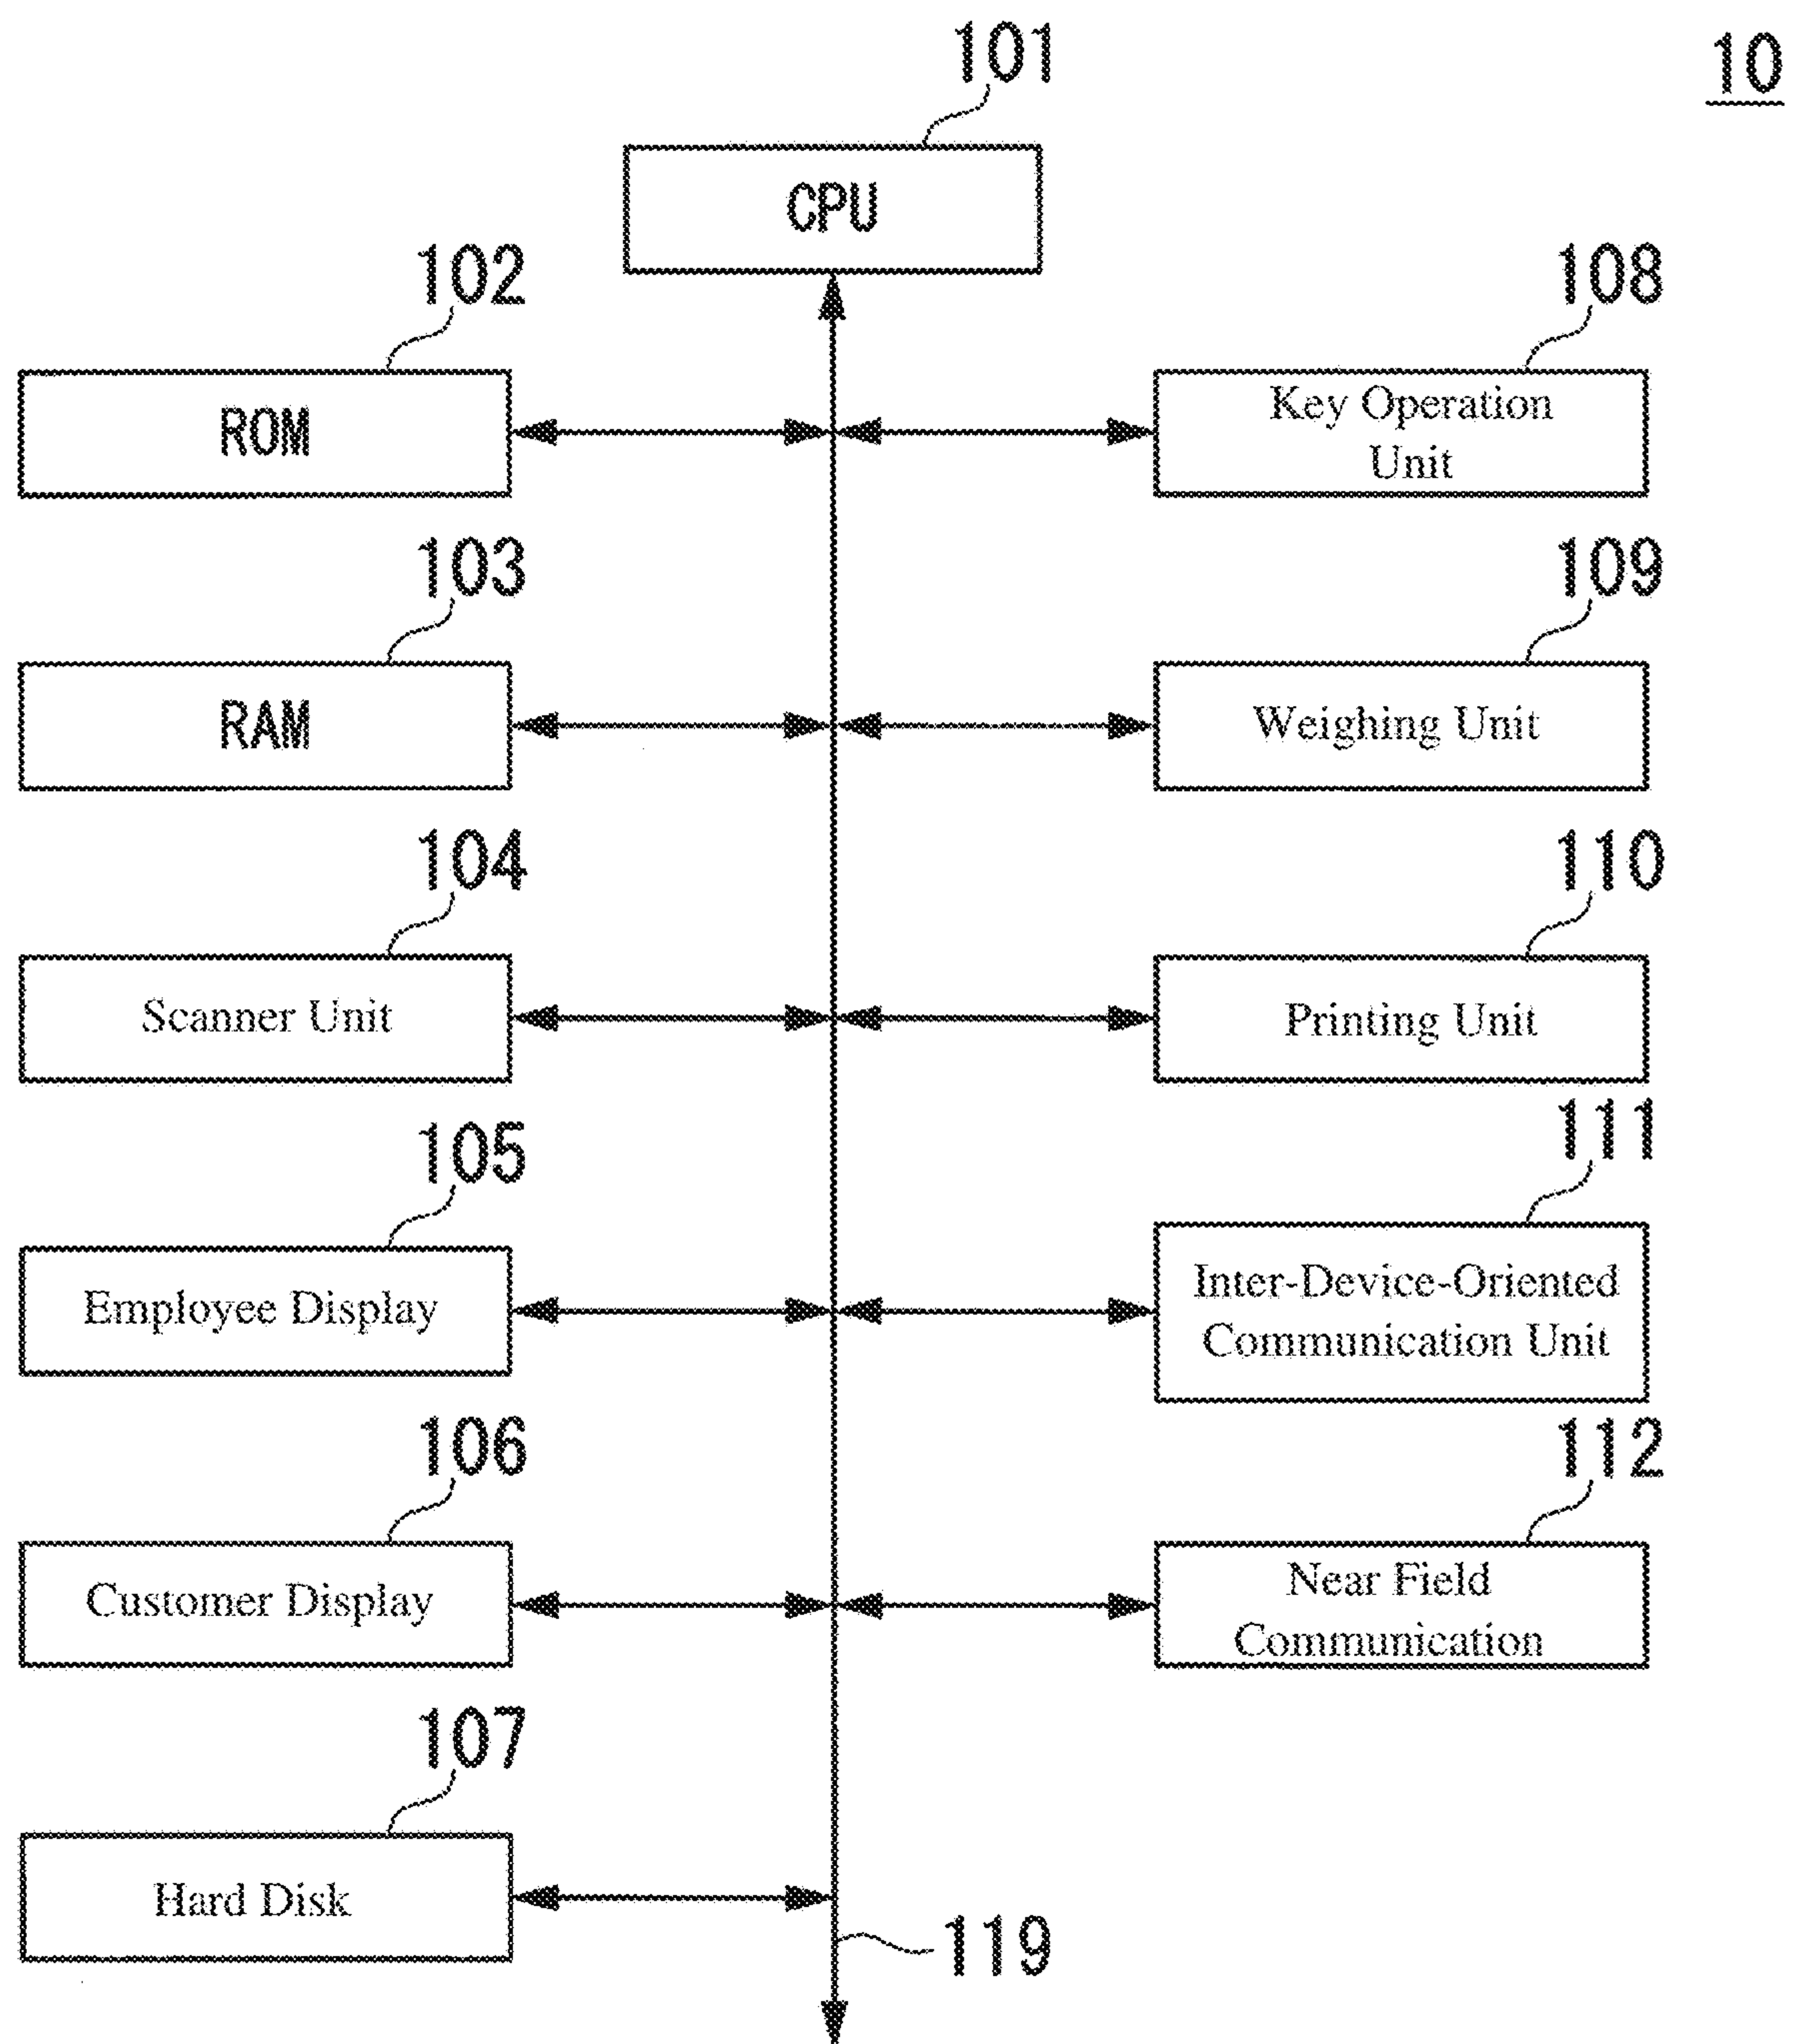 10
101
CPU
102
ROM
108
Key Operation
Unit
103
RAM
109
Weighing Unit
104
Scanner Unit
110
Printing Unit
105
Employee Display
111
Inter-Device-Oriented
Communication Unit
106
Customer Display
112
Near Field
Communication
107
Hard Disk
119